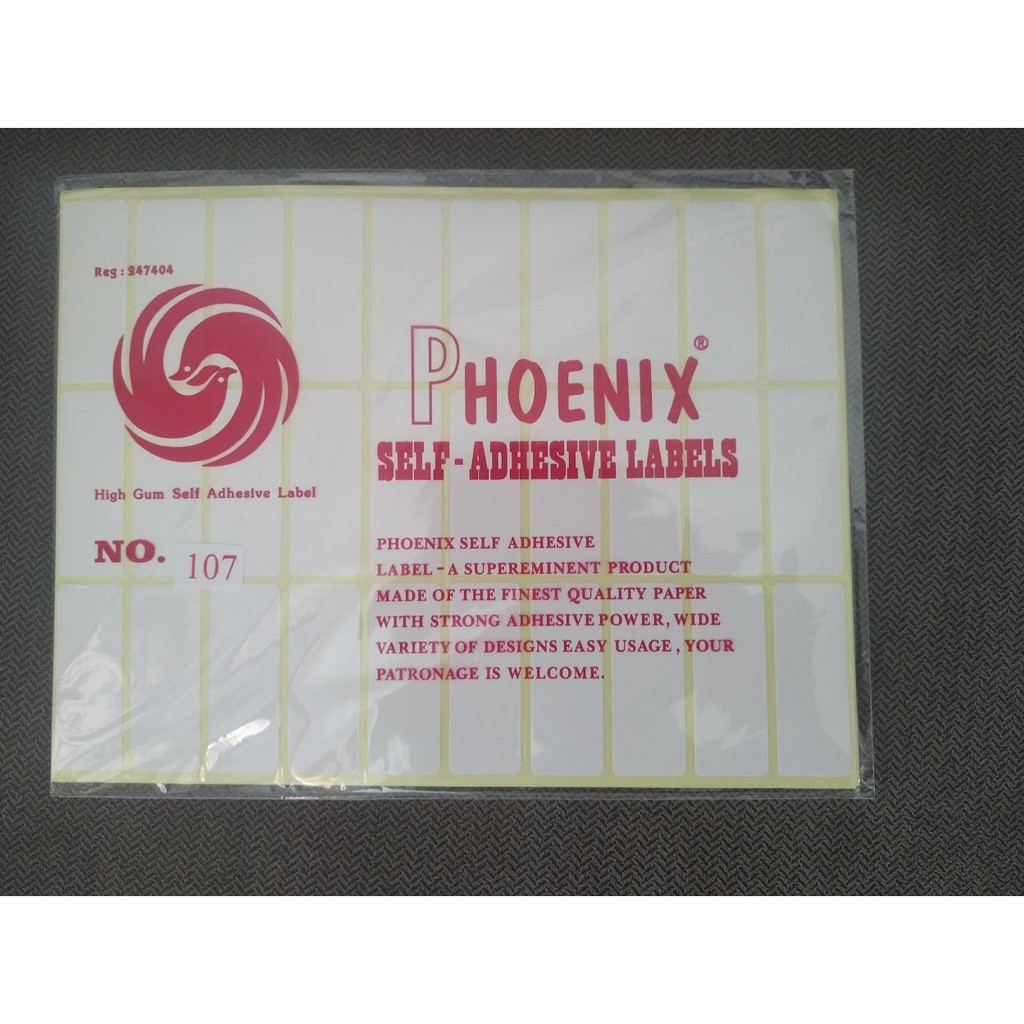 Reg : 247404
High Gum Self Adhesive Label
NO. 107
PHOENIX®
SELF-ADHESIVE LABELS
PHOENIX SELF ADHESIVE
LABEL-A SUPEREMINENT PRODUCT
MADE OF THE FINEST QUALITY PAPER
WITH STRONG ADHESIVE POWER, WIDE
VARIETY OF DESIGNS EASY USAGE, YOUR
PATRONAGE IS WELCOME.